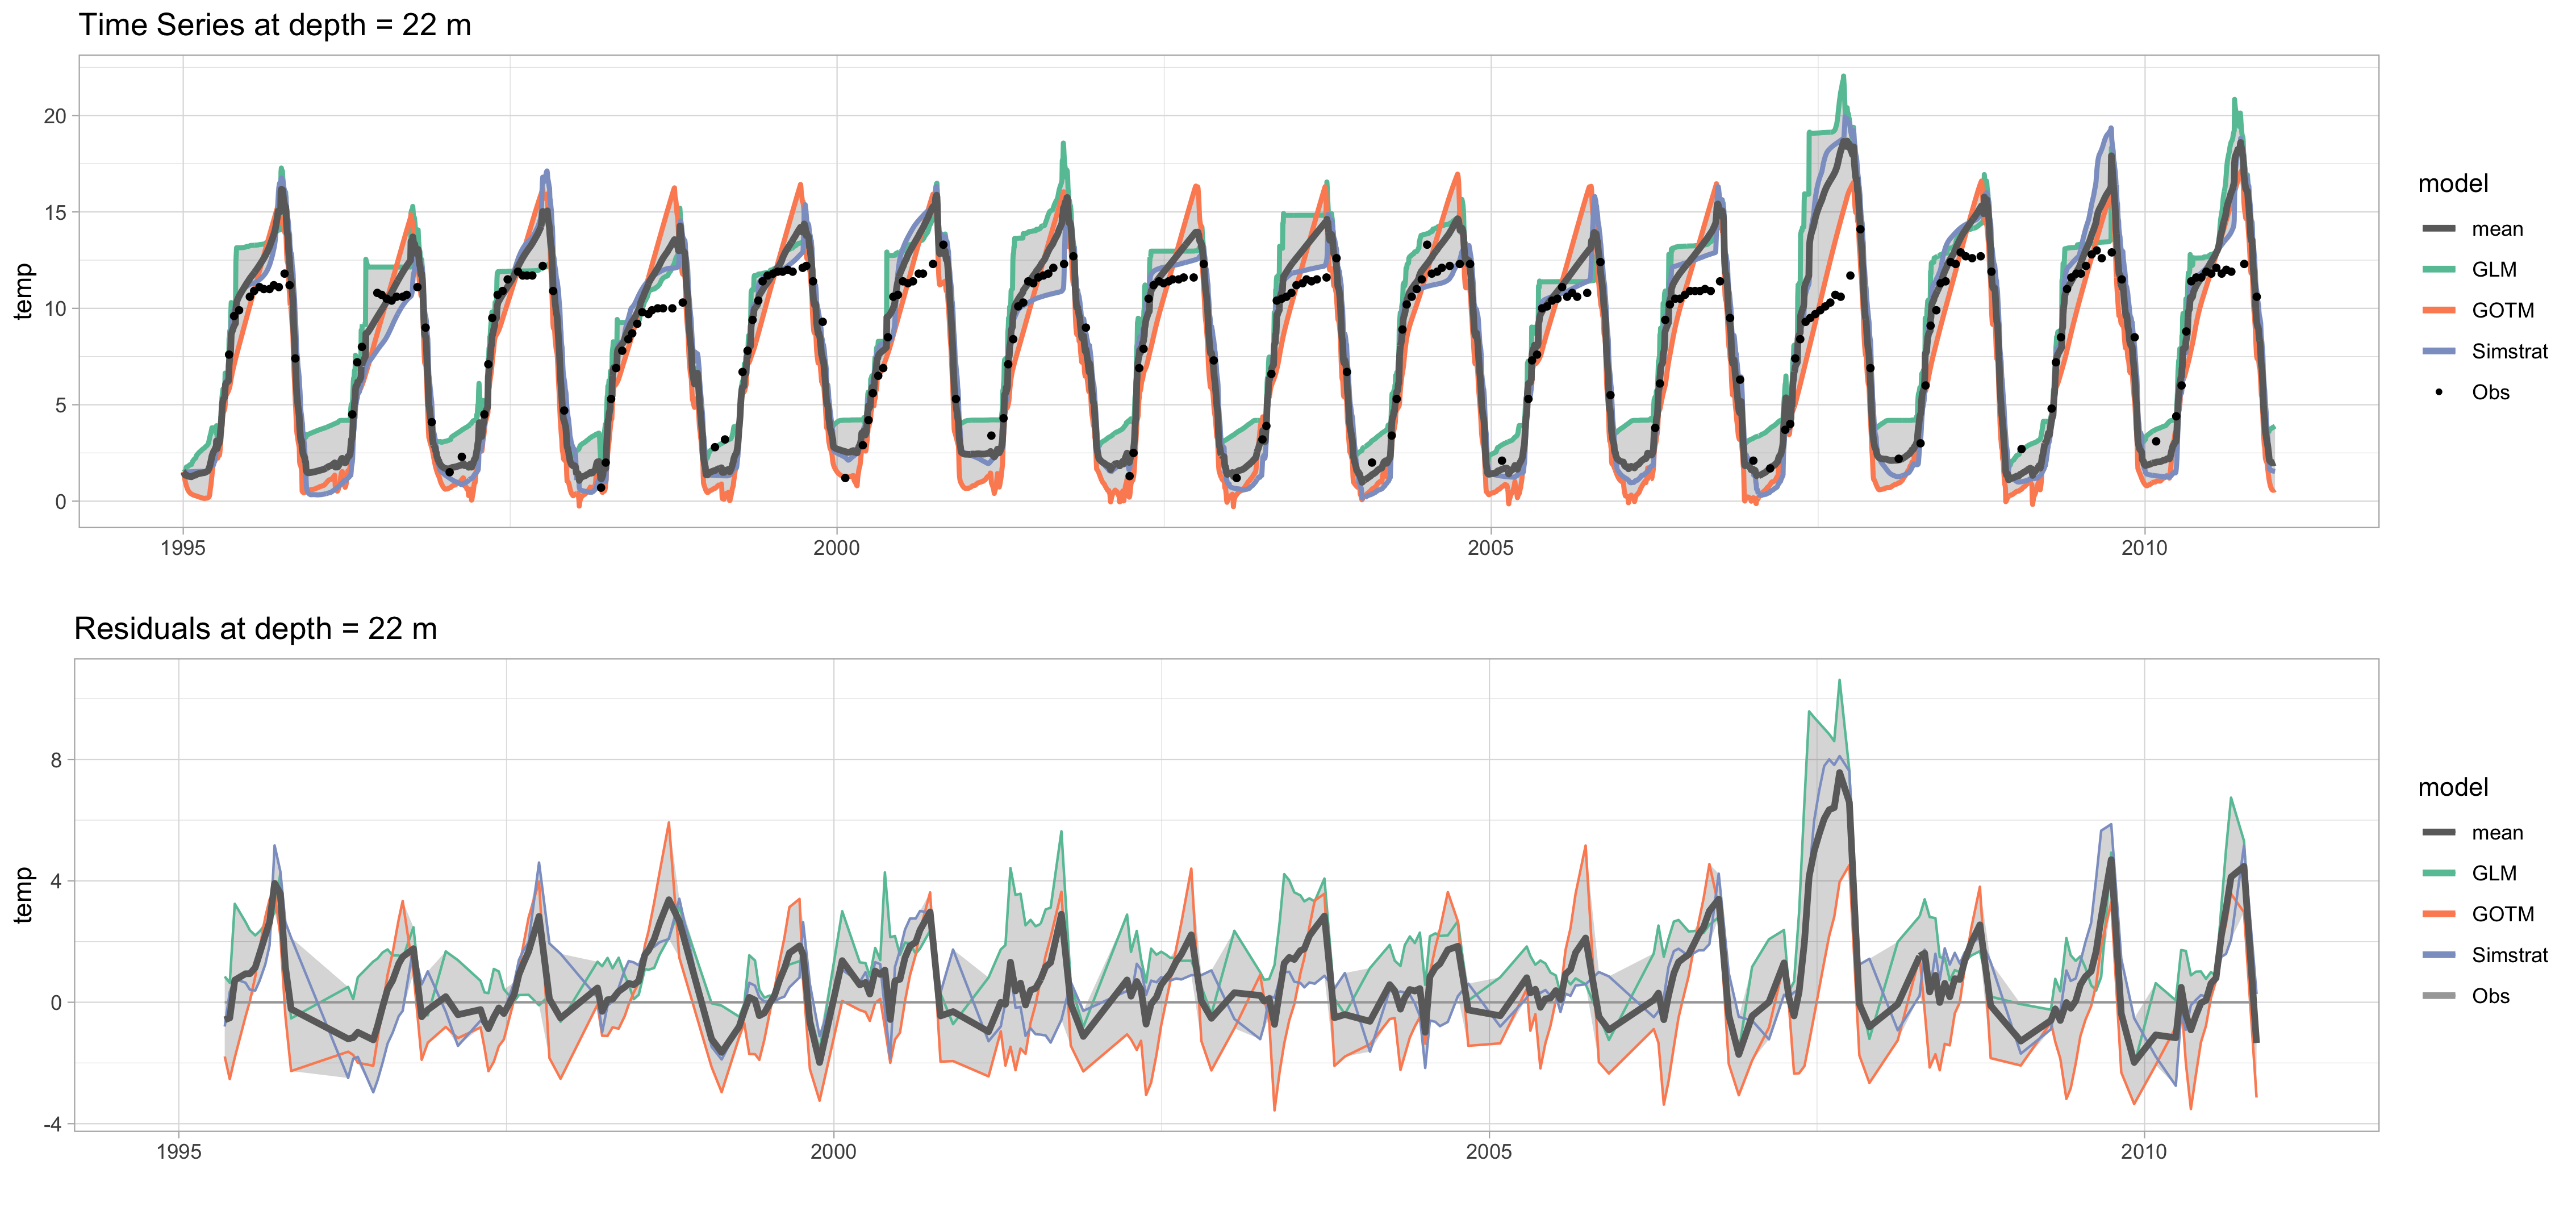 Time Series at depth = 22 m
temp
20
15
10
5
0
1995
2000
2005
2010
model
mean
GLM
GOTM
Simstrat
Obs
Residuals at depth = 22 m
temp
8
4
0
-4
1995
2000
2005
2010
model
mean
GLM
GOTM
Simstrat
Obs